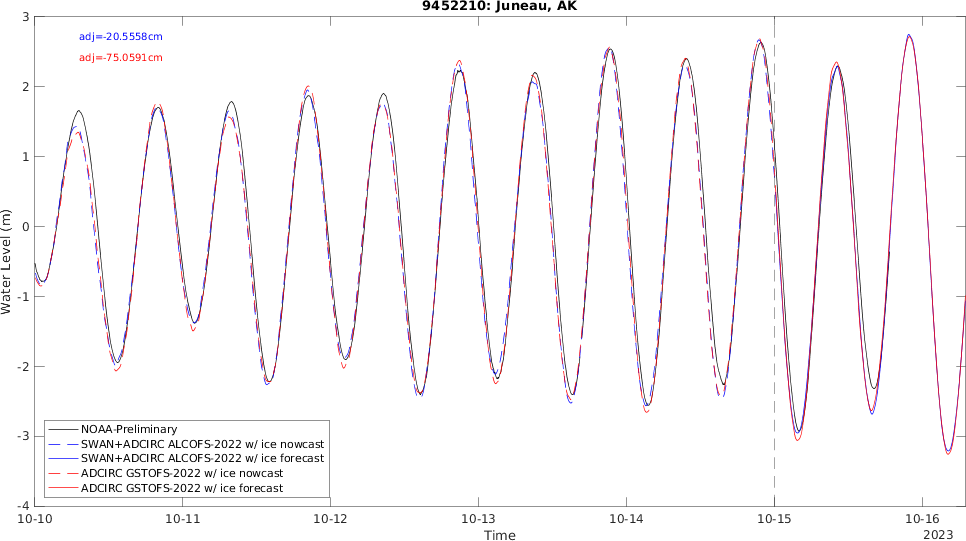 9452210: Juneau, AK
adj=-20.5558cm
adj=-75.0591cm
Water Level (m)
3
2
1
0
-1
-2
-3
-4
NOAA-Preliminary
SWAN+ADCIRC ALCOFS-2022 w/ ice nowcast
SWAN+ADCIRC ALCOFS-2022 w/ ice forecast
ADCIRC GSTOFS-2022 w/ ice nowcast
ADCIRC GSTOFS-2022 w/ ice forecast
10-10 10-11 10-12 10-13 10-14 10-15 10-16
Time
2023